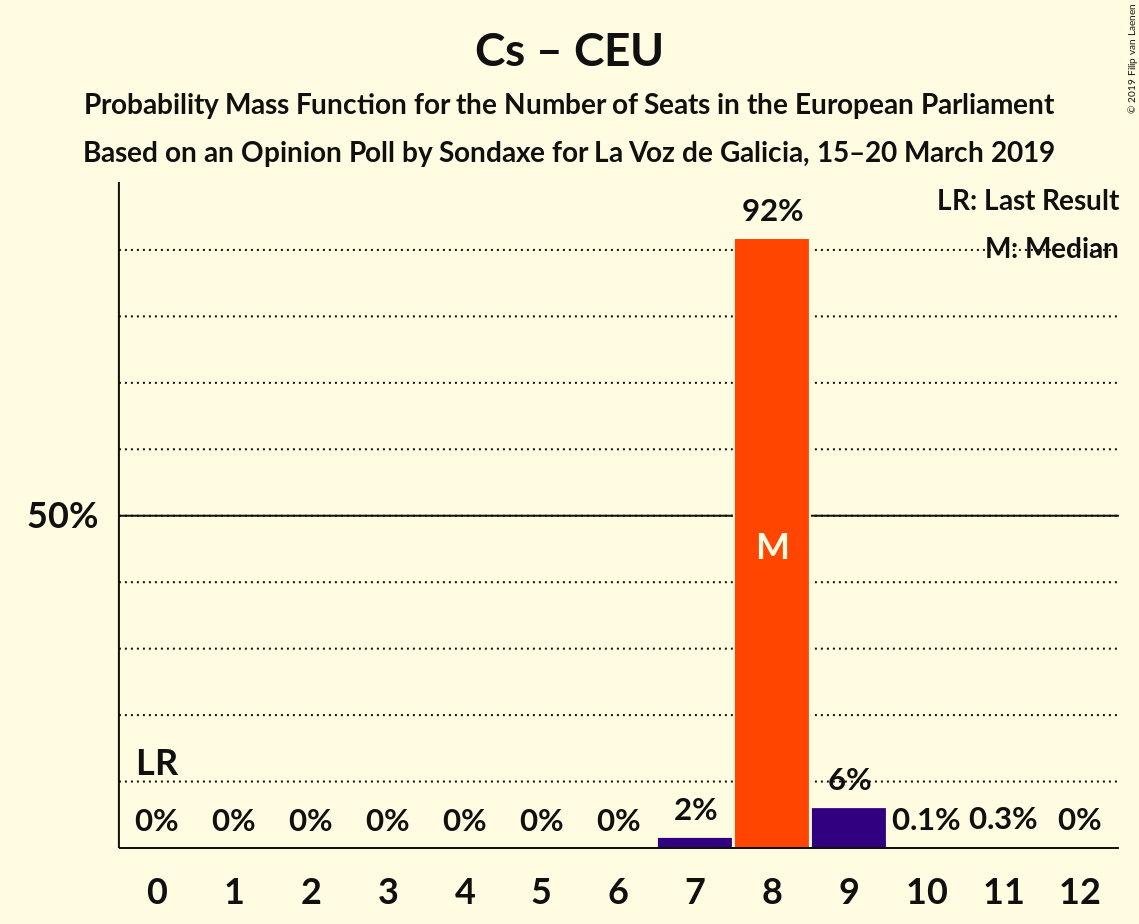 Cs – CEU
Probability Mass Function for the Number of Seats in the European Parliament
Based on an Opinion Poll by Sondaxe for La Voz de Galicia, 15–20 March 2019
© 2019 Filip van Laenen
LR: Last Result
M: Median
92%
50%
M
LR
0% 0% 0% 0% 0% 0% 0% 2% 6% 0.1% 0.3% 0%
0 1 2 3 4 5 6 7 8 9 10 11 12